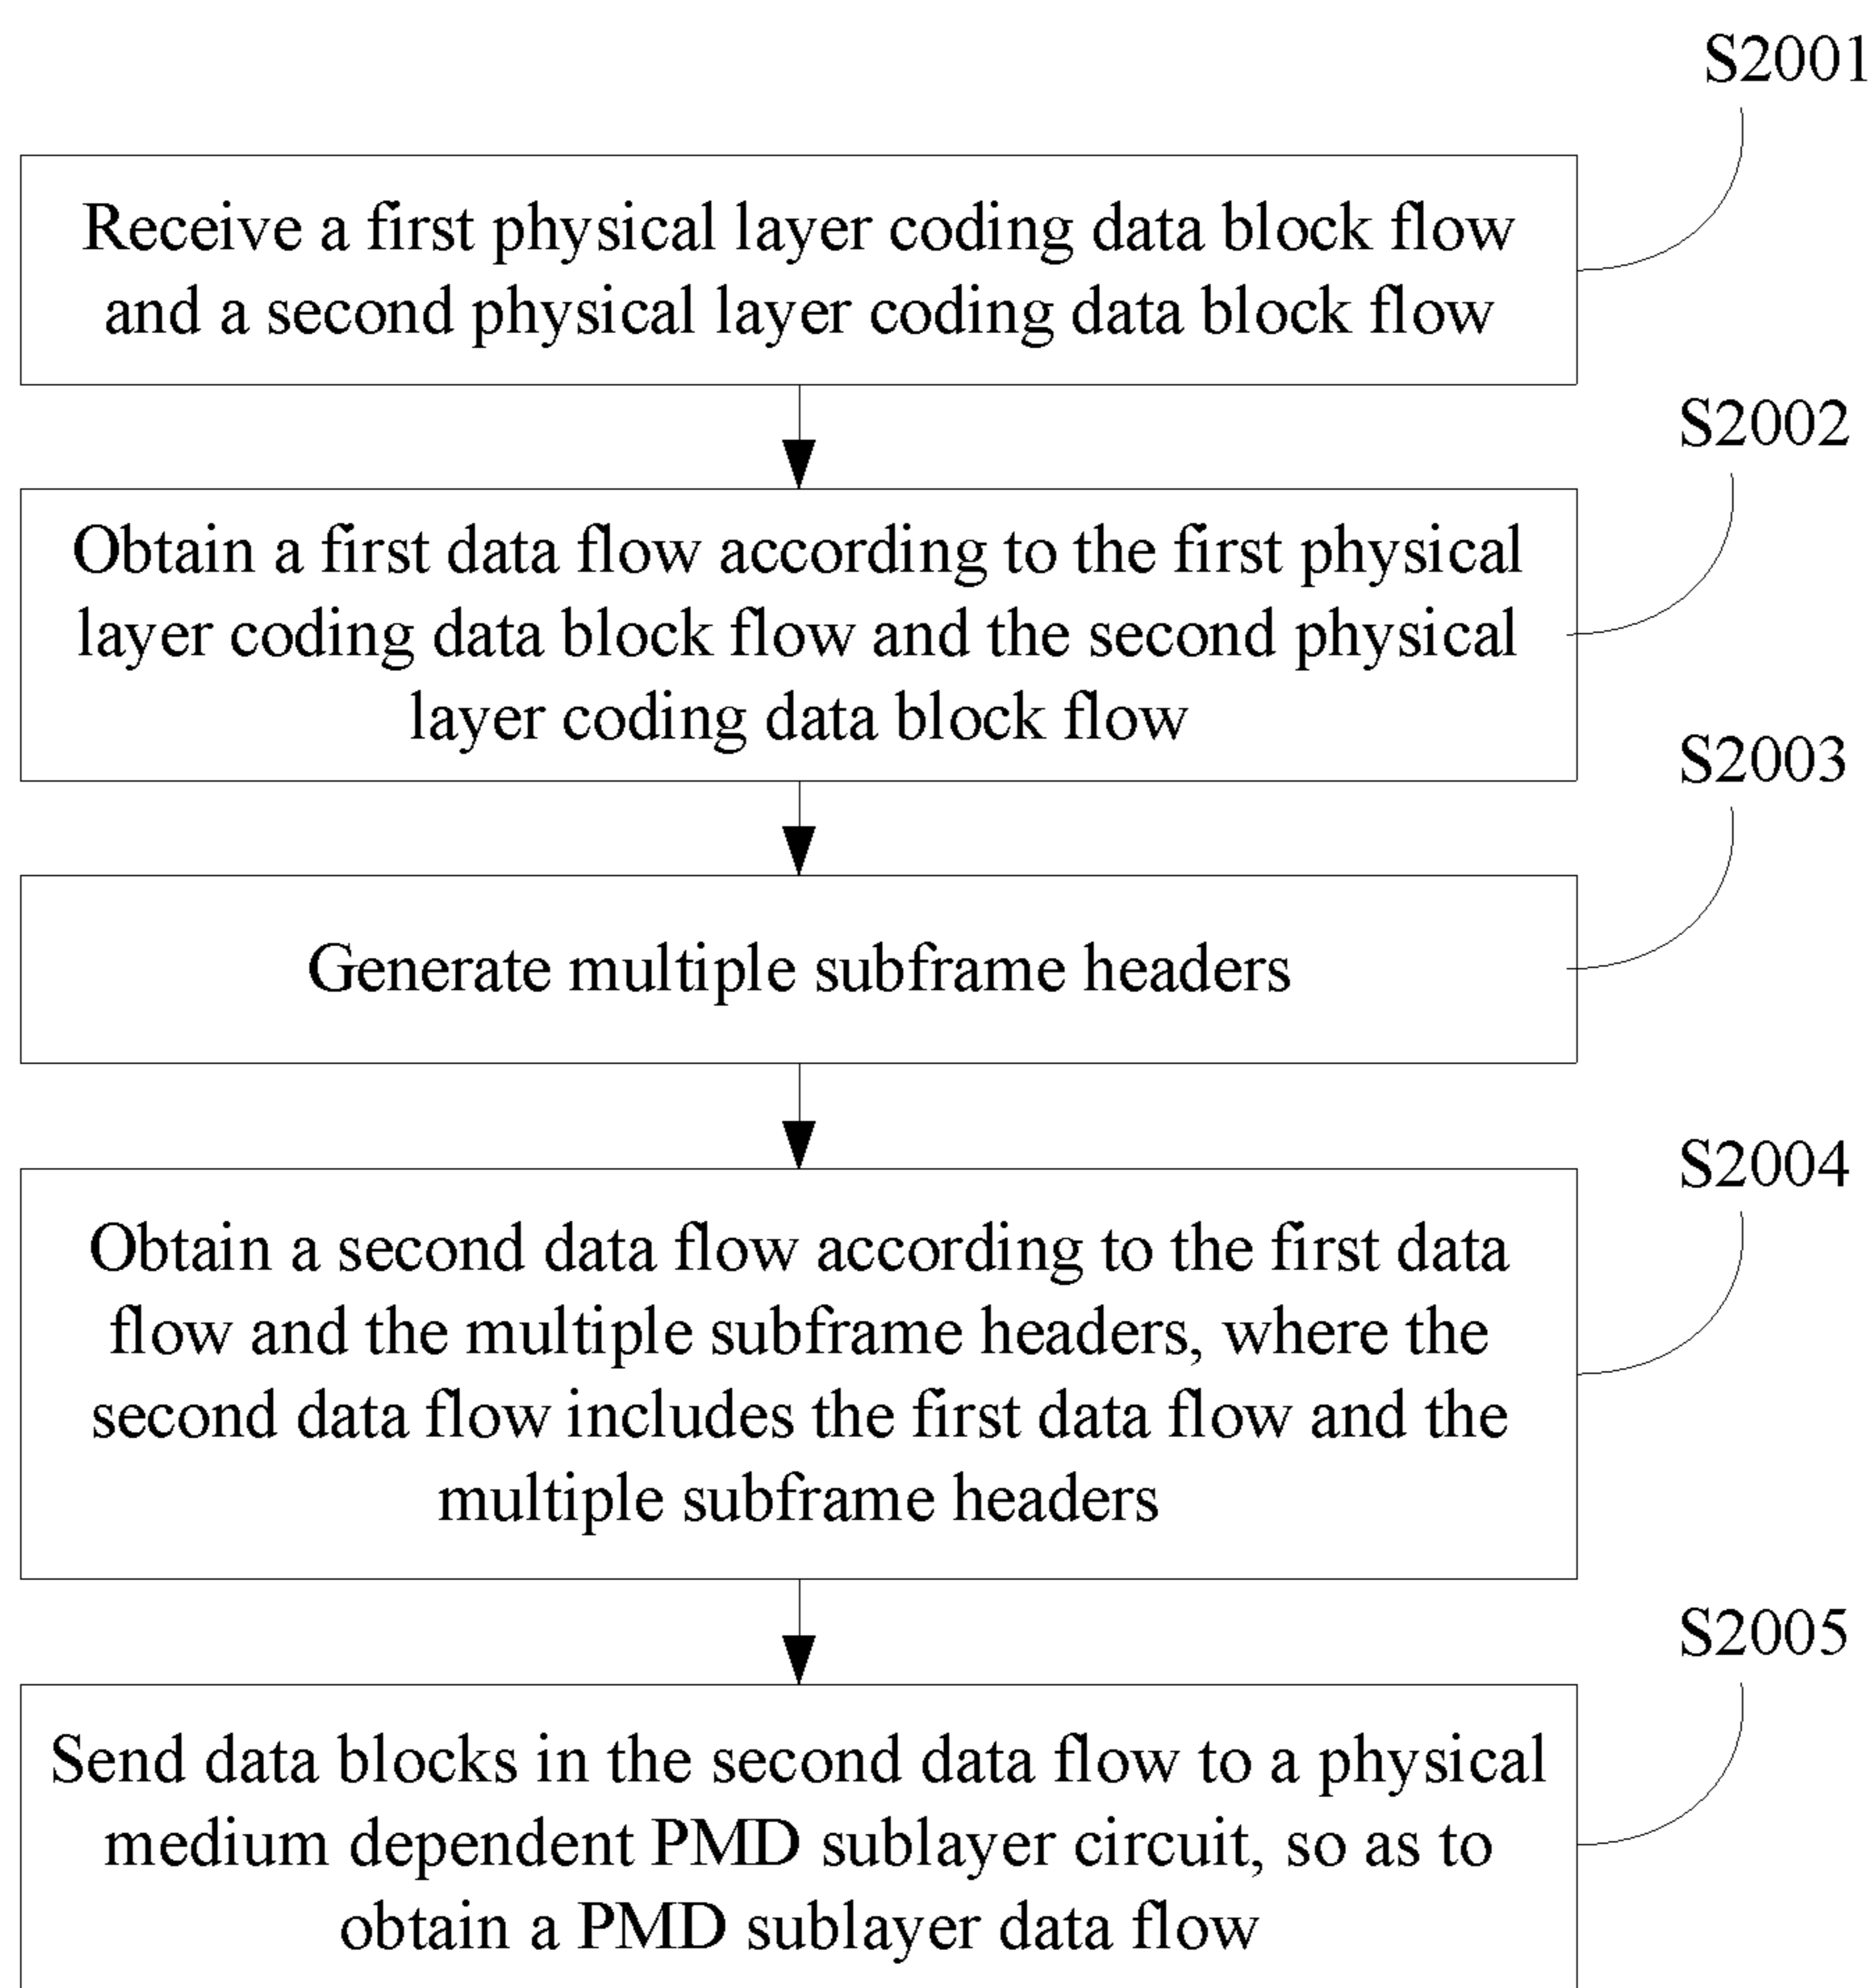 S2001
Receive a first physical layer coding data block flow
and a second physical layer coding data block flow
S2002
Obtain a first data flow according to the first physical
layer coding data block flow and the second physical
layer coding data block flow
S2003
Generate multiple subframe headers
S2004
Obtain a second data flow according to the first data
flow and the multiple subframe headers, where the
second data flow includes the first data flow and the
multiple subframe headers
S2005
Send data blocks in the second data flow to a physical
medium dependent PMD sublayer circuit, so as to
obtain a PMD sublayer data flow